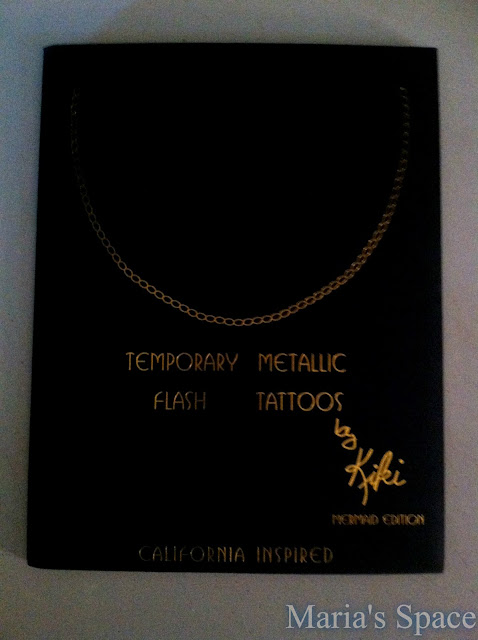 TEMPORARY METALLIC
FLASH TATTOOS
by
Kiki
MERMAID EDITION
CALIFORNIA INSPIRED
Maria's Space